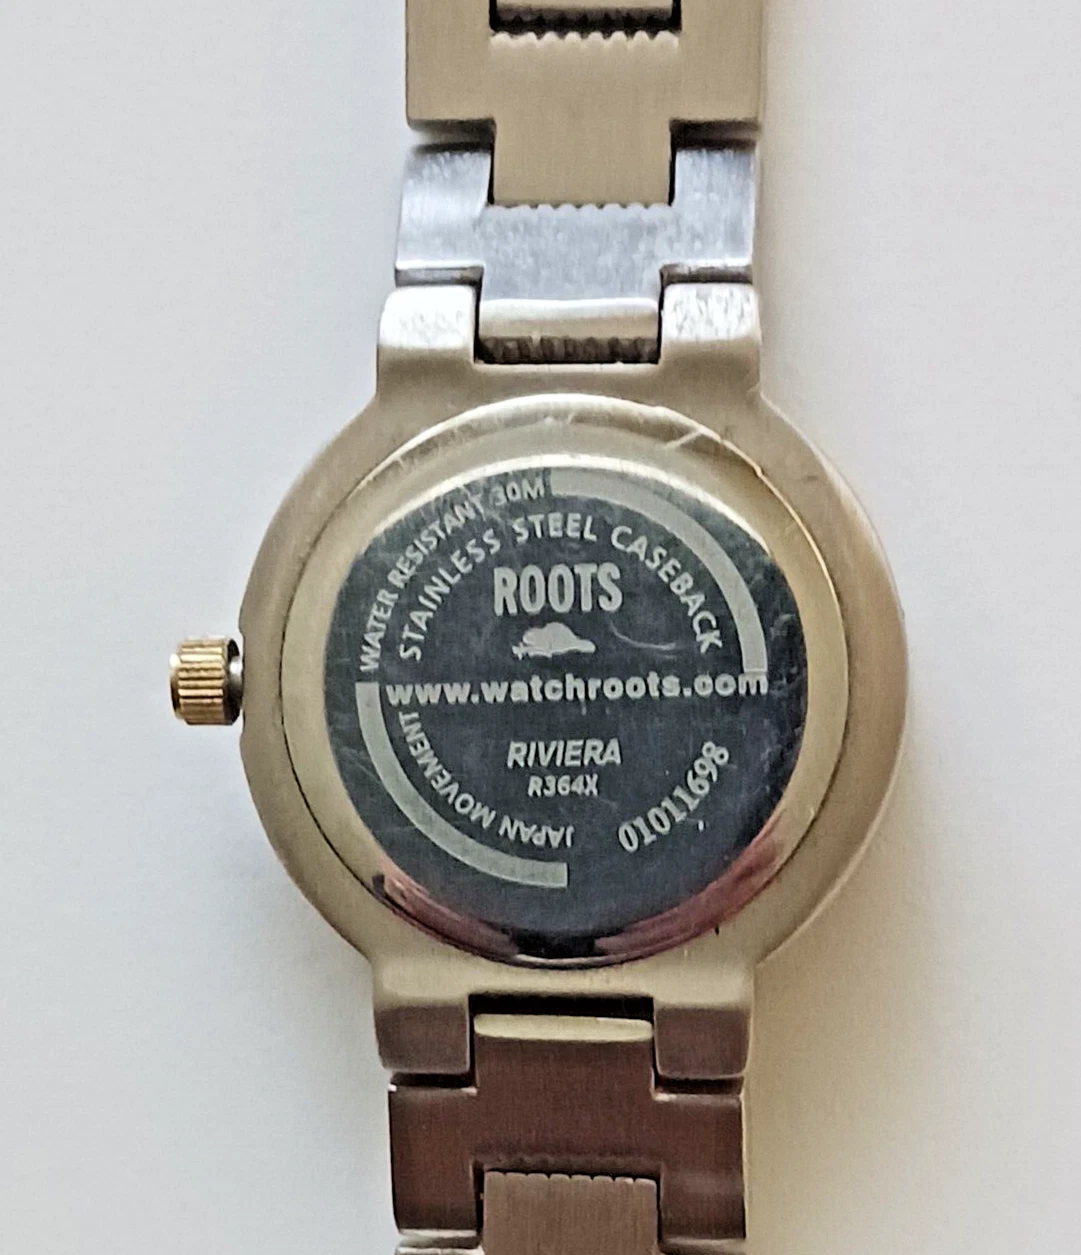 WATER RESISTANT 30M
STAINLESS STEEL CASEBACK
ROOTS
www.watchroots.com
RIVIERA
R364X
01011698
JAPAN MOVEMENT